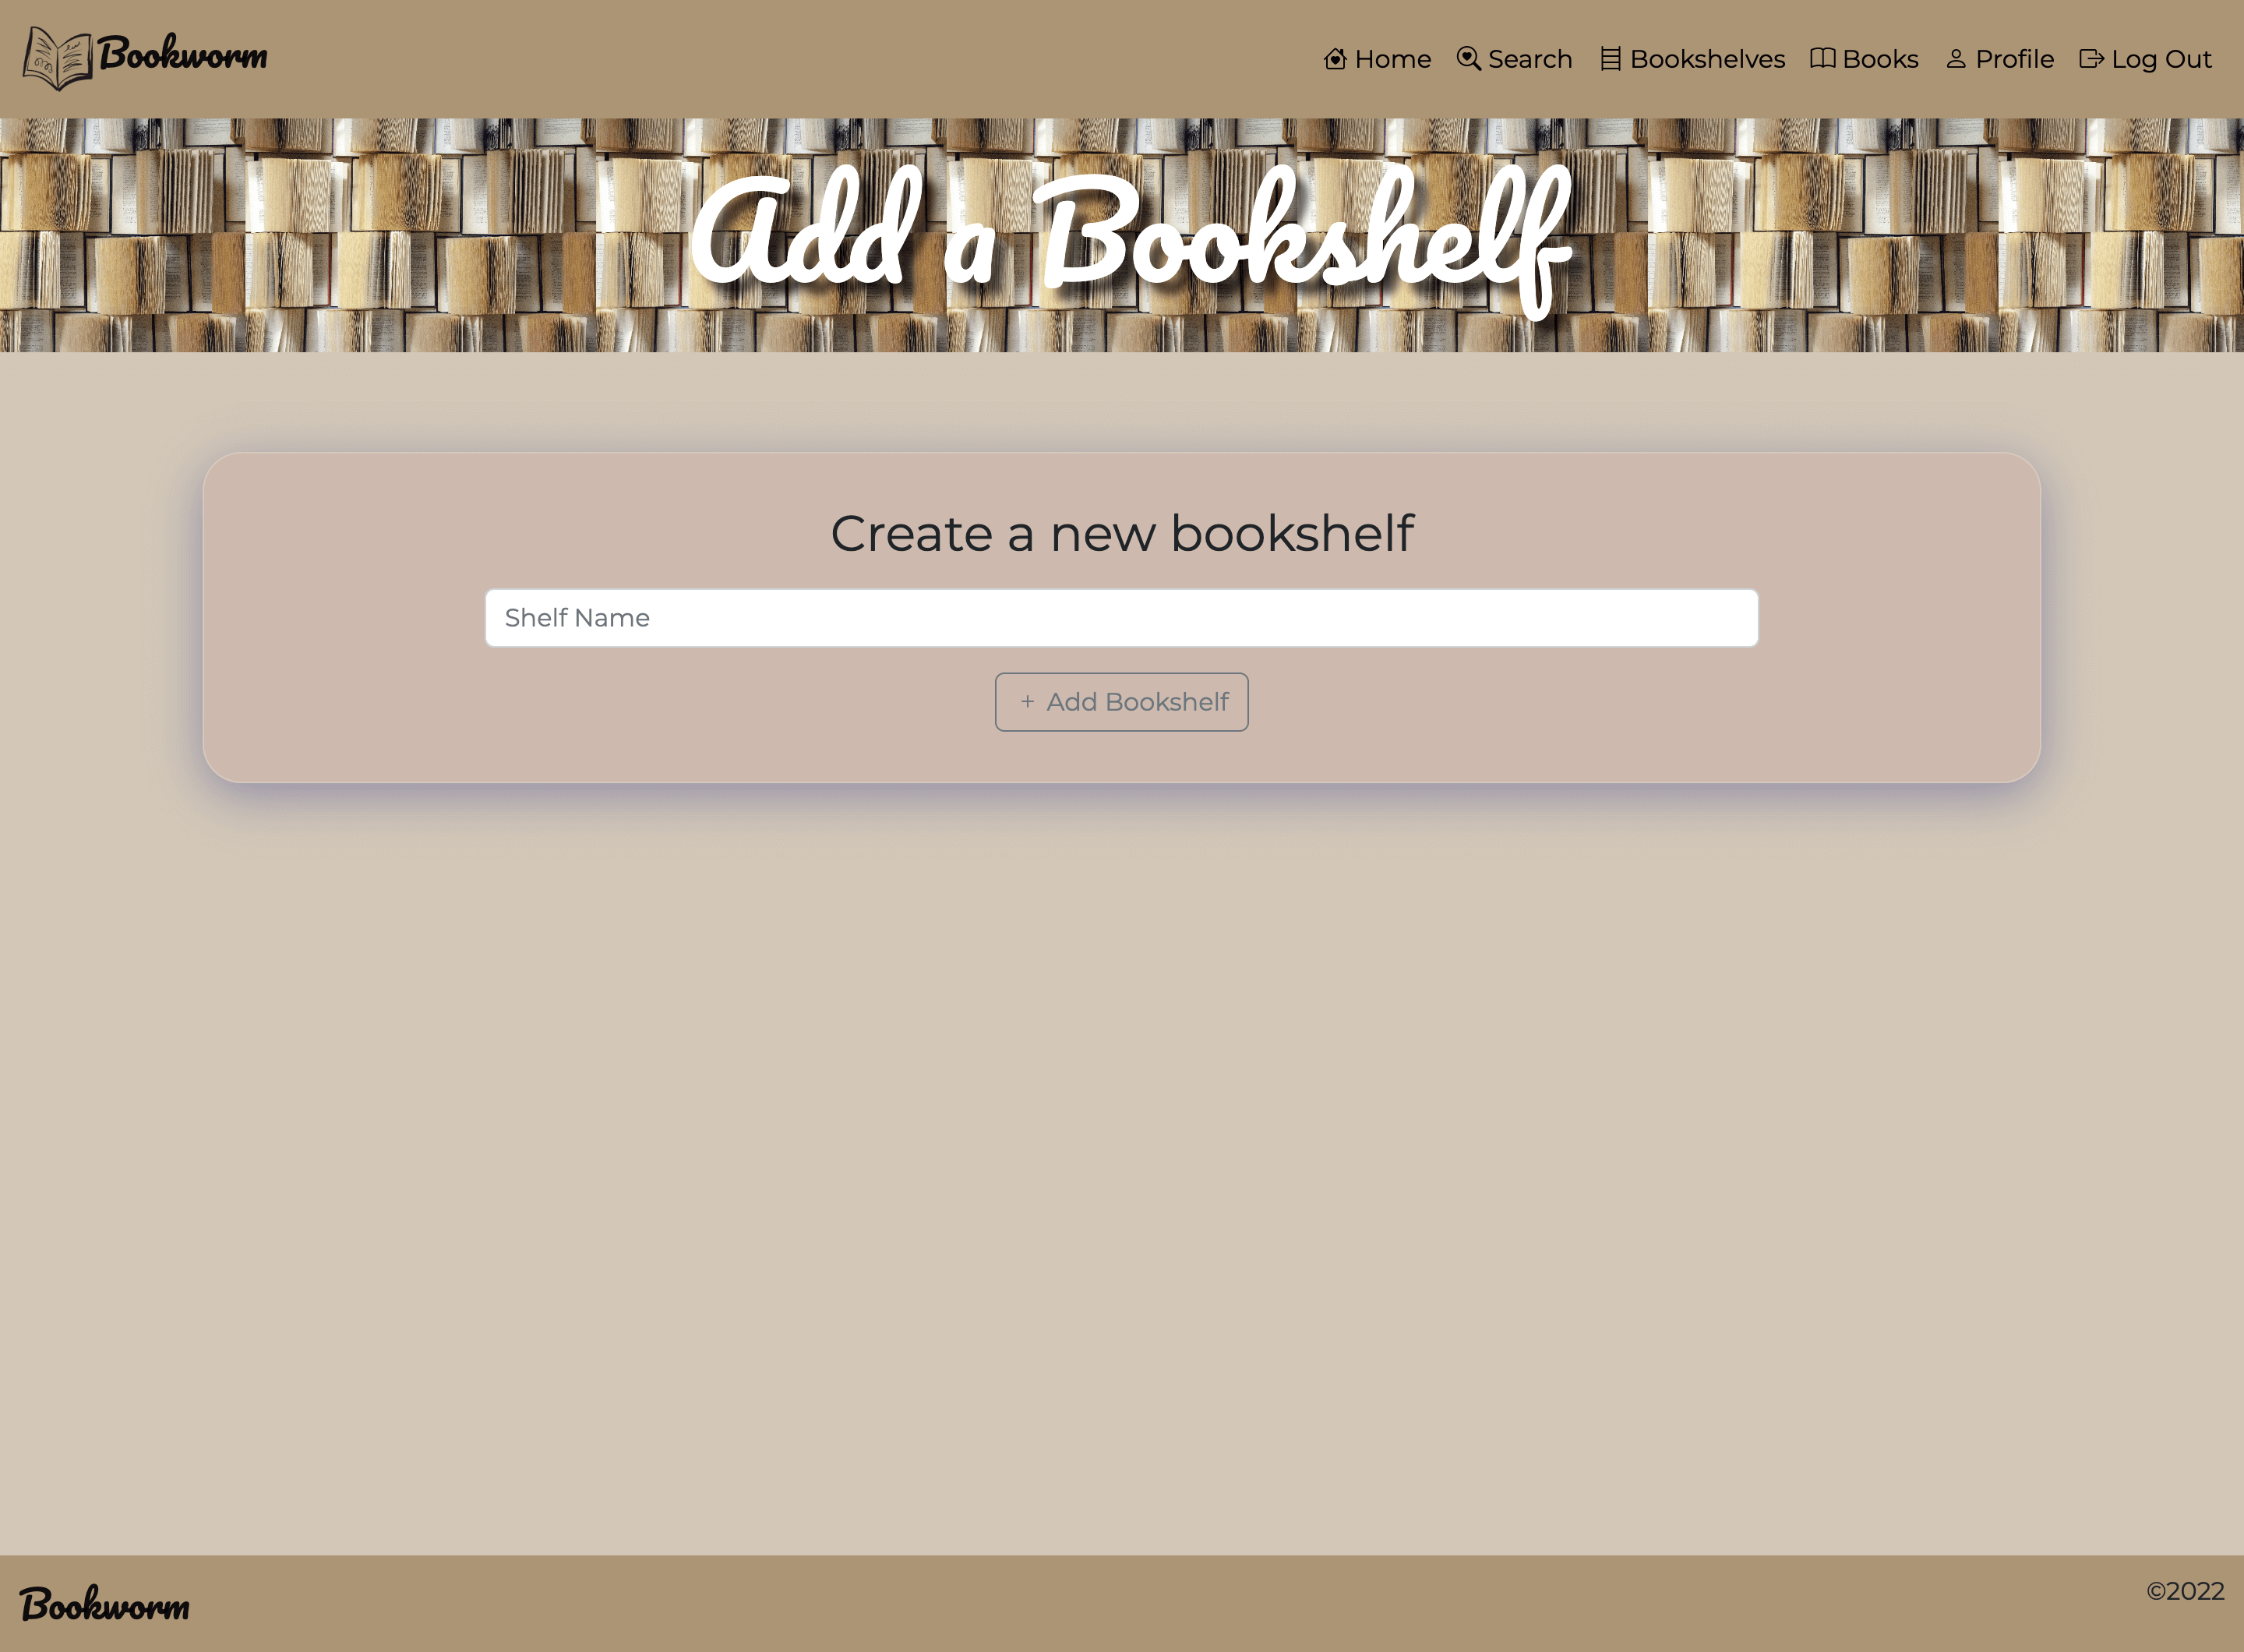 Bookworm
Home Search Bookshelves Books Profile Log Out
Add a Bookshelf
Create a new bookshelf
Shelf Name
+ Add Bookshelf
Bookworm
©2022